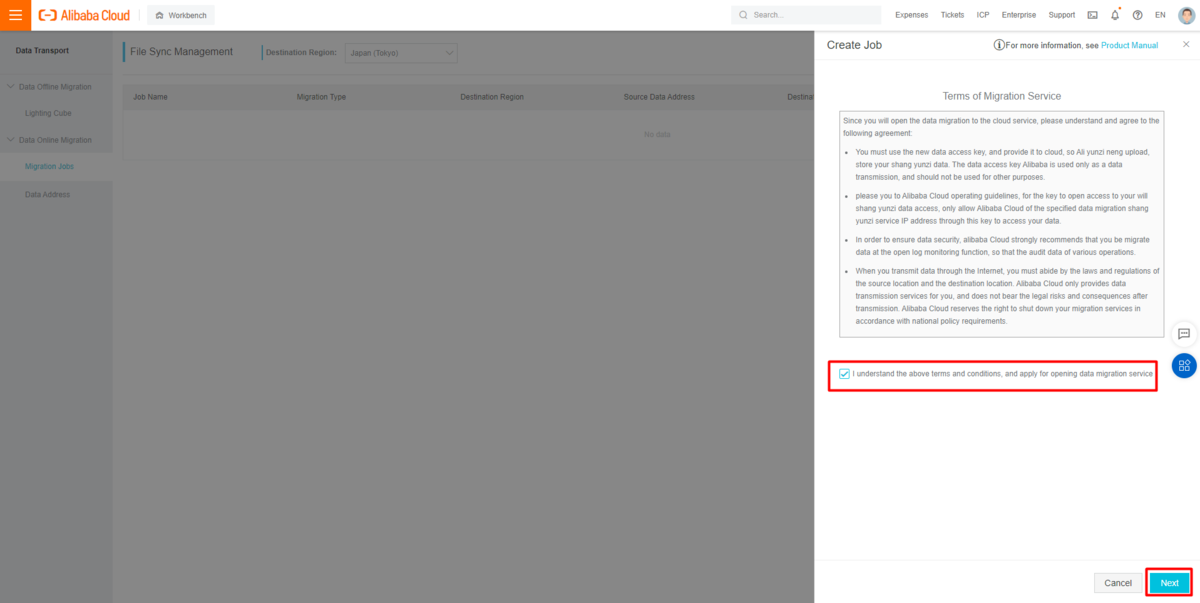 Alibaba Cloud
Workbench
Search...
Expenses
Tickets
ICP
Enterprise
Support
EN
Data Transport
Data Offline Migration
Lighting Cube
Data Online Migration
Migration Jobs
Data Address
File Sync Management
Destination Region:
Japan (Tokyo)
Job Name
Migration Type
Destination Region
Source Data Address
Destina
No data
Create Job
For more information, see Product Manual
Terms of Migration Service
Since you will open the data migration to the cloud service, please understand and agree to the
following agreement:
You must use the new data access key, and provide it to cloud, so Ali yunzi neng upload,
store your shang yunzi data. The data access key Alibaba is used only as a data
transmission, and should not be used for other purposes.
please you to Alibaba Cloud operating guidelines, for the key to open access to your will
shang yunzi data access, only allow Alibaba Cloud of the specified data migration shang
yunzi service IP address through this key to access your data.
In order to ensure data security, alibaba Cloud strongly recommends that you be migrate
data at the open log monitoring function, so that the audit data of various operations.
When you transmit data through the Internet, you must abide by the laws and regulations of
the source location and the destination location. Alibaba Cloud only provides data
transmission services for you, and does not bear the legal risks and consequences after
transmission. Alibaba Cloud reserves the right to shut down your migration services in
accordance with national policy requirements.
I understand the above terms and conditions, and apply for opening data migration service
Cancel
Next